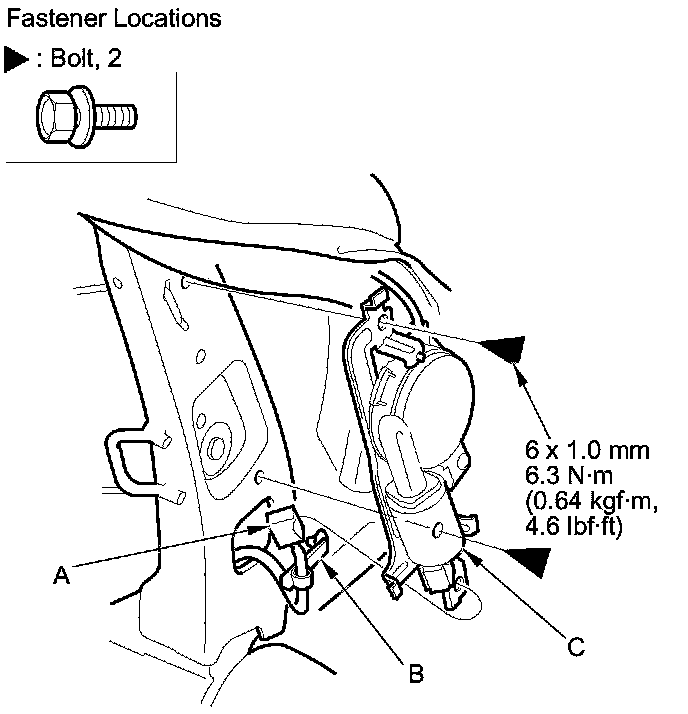 Fastener Locations
▶ : Bolt, 2
6 x 1.0 mm
6.3 N·m
(0.64 kgf·m,
4.6 lbf·ft)
A
B
C